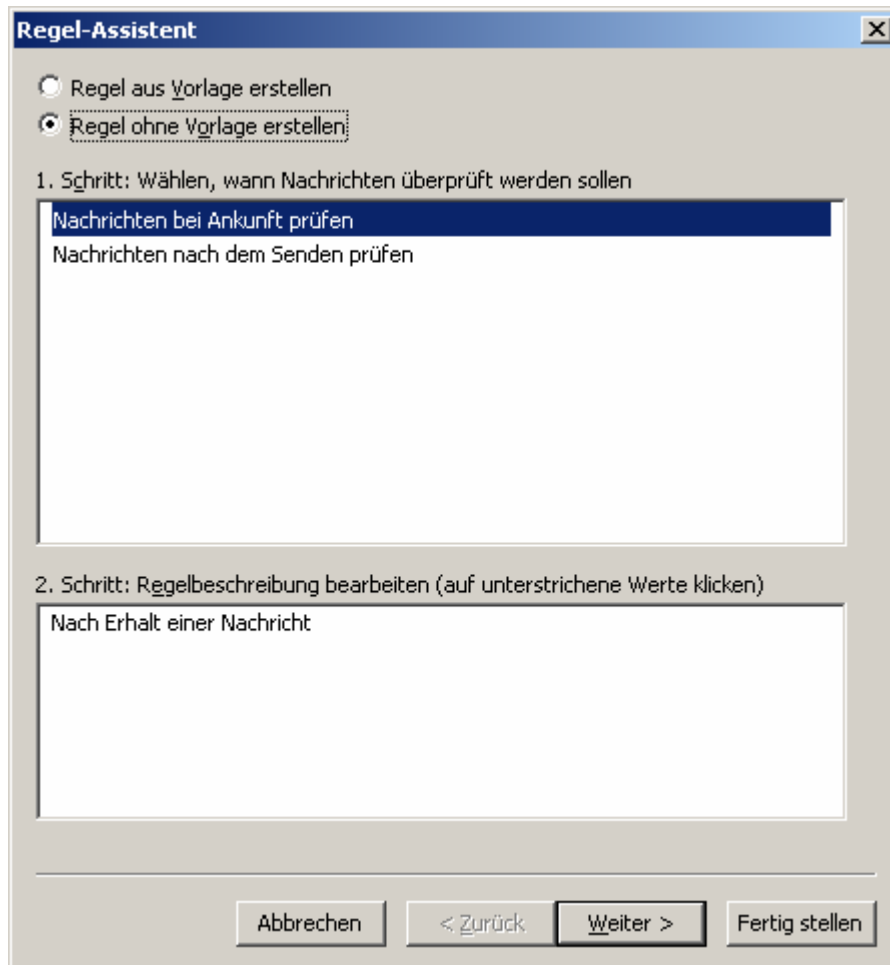 Regel-Assistent
Regel aus Vorlage erstellen
Regel ohne Vorlage erstellen
1. Schritt: Wählen, wann Nachrichten überprüft werden sollen
Nachrichten bei Ankunft prüfen
Nachrichten nach dem Senden prüfen
2. Schritt: Regelbeschreibung bearbeiten (auf unterstrichene Werte klicken)
Nach Erhalt einer Nachricht
Abbrechen < Zurück Weiter > Fertig stellen